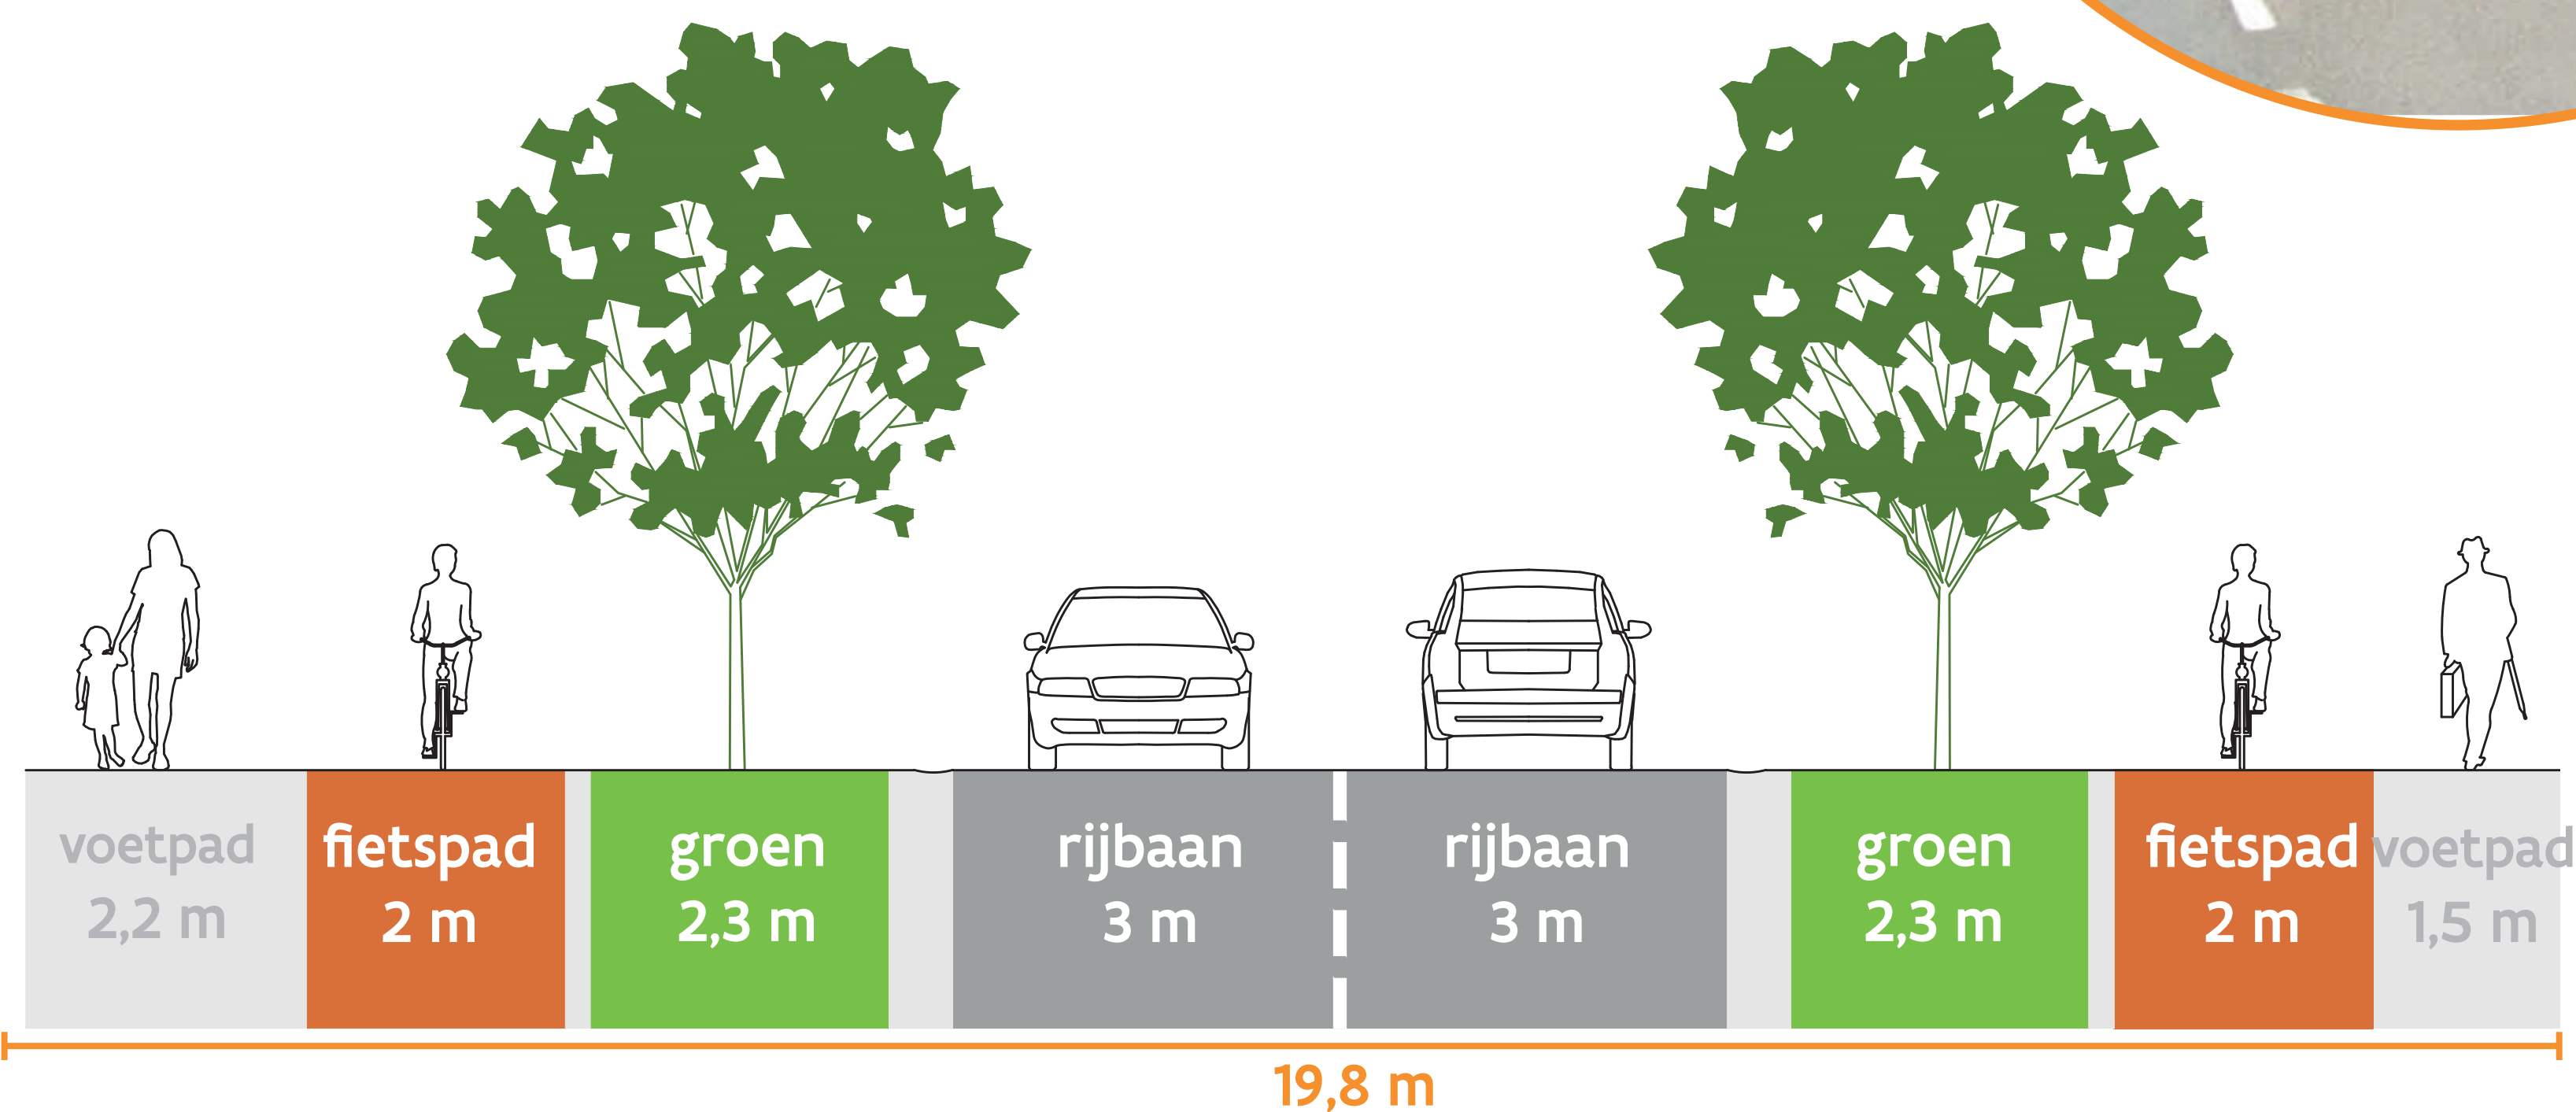 voetpad
2,2 m
fietspad
2 m
groen
2,3 m
rijbaan
3 m
rijbaan
3 m
groen
2,3 m
fietspad
2 m
voetpad
1,5 m
19,8 m